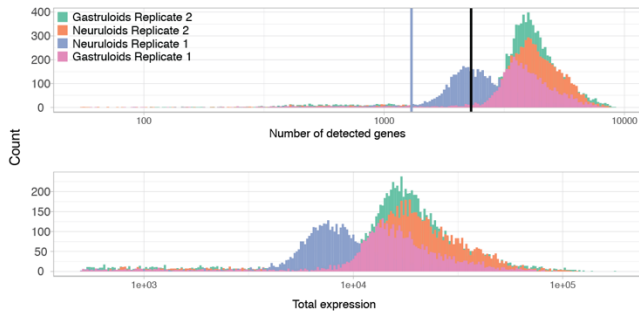 Gastruloids Replicate 2
Neuruloids Replicate 2
Neuruloids Replicate 1
Gastruloids Replicate 1
400
300
200
100
0
100
1000
10000
Number of detected genes
Count
200
150
100
50
0
1e+03
1e+04
1e+05
Total expression